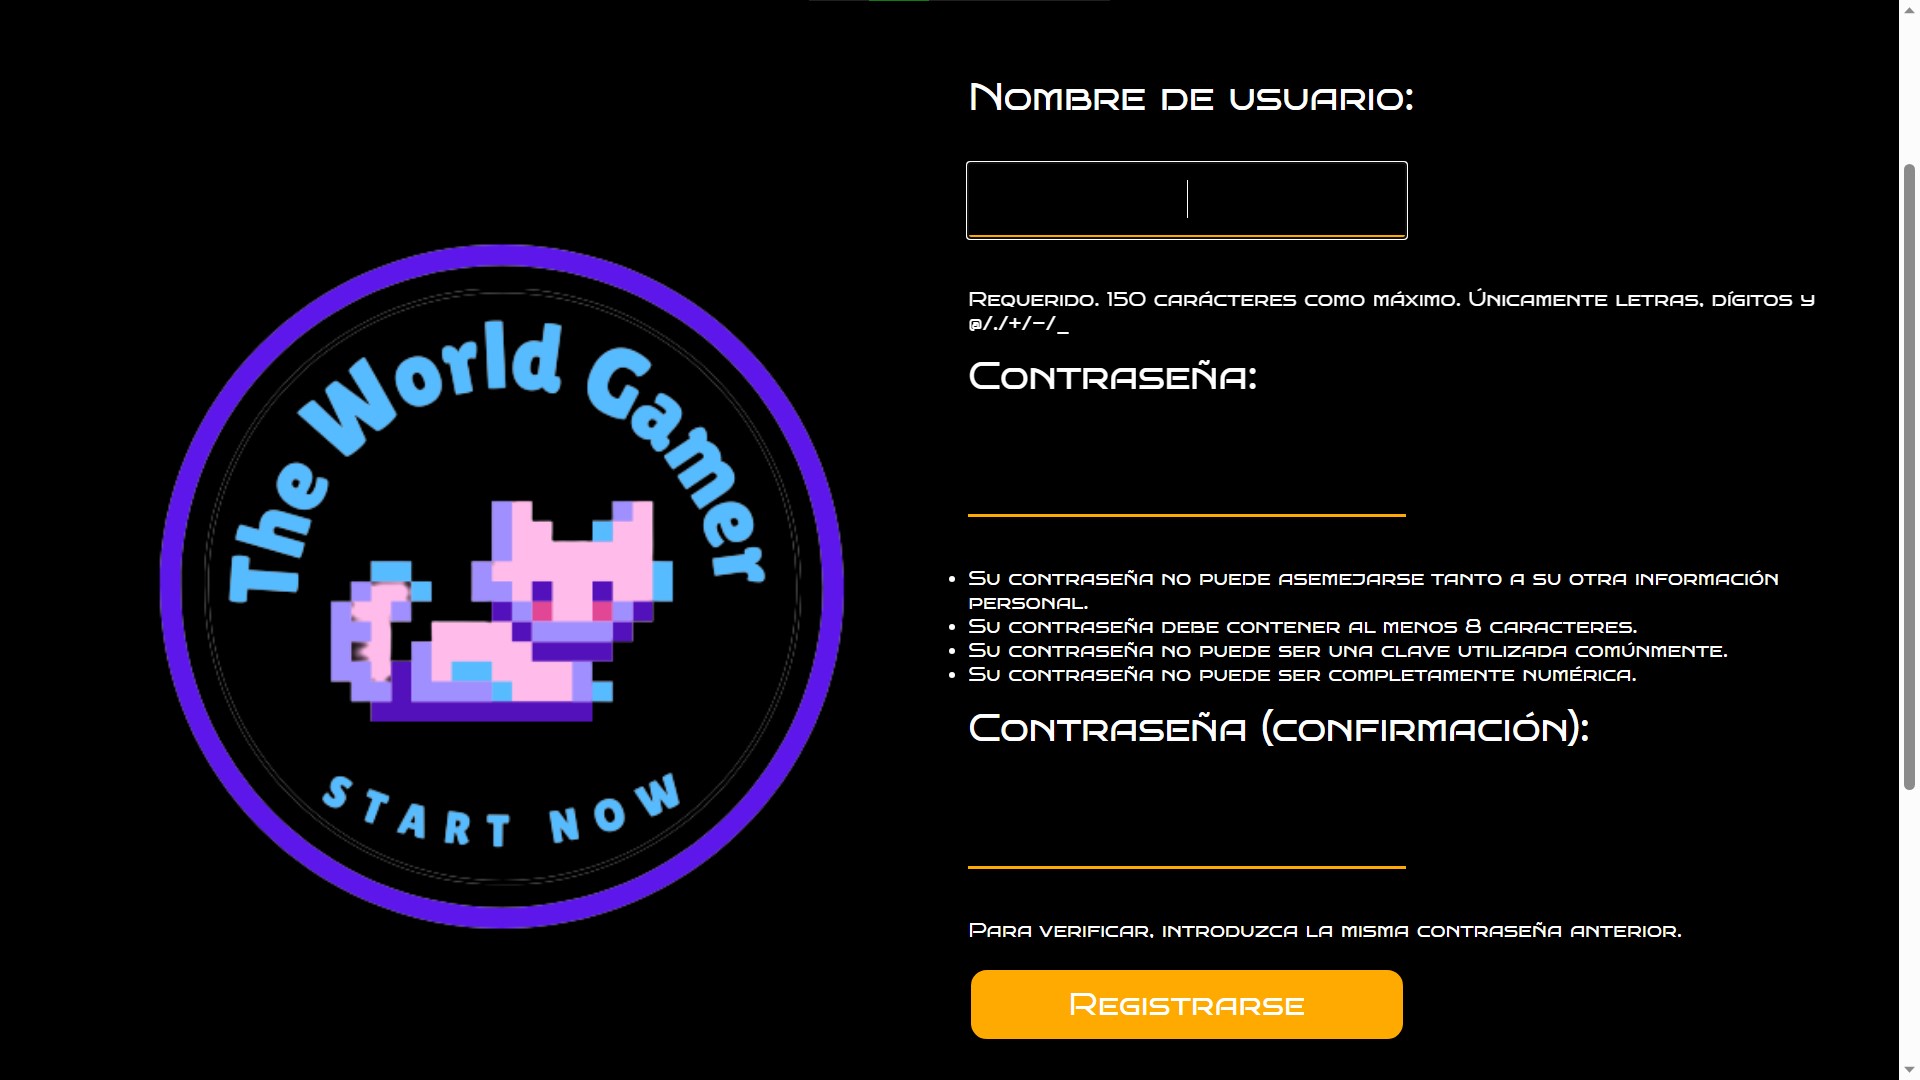 The World Gamer
START NOW
Nombre de usuario:
Requerido. 150 carácteres como máximo. Únicamente letras, dígitos y
@/./+/-/_
Contraseña:
Su contraseña no puede asemejarse tanto a su otra información
personal.
Su contraseña debe contener al menos 8 caracteres.
Su contraseña no puede ser una clave utilizada comúnmente.
Su contraseña no puede ser completamente numérica.
Contraseña (confirmación):
Para verificar, introduzca la misma contraseña anterior.
Registrarse